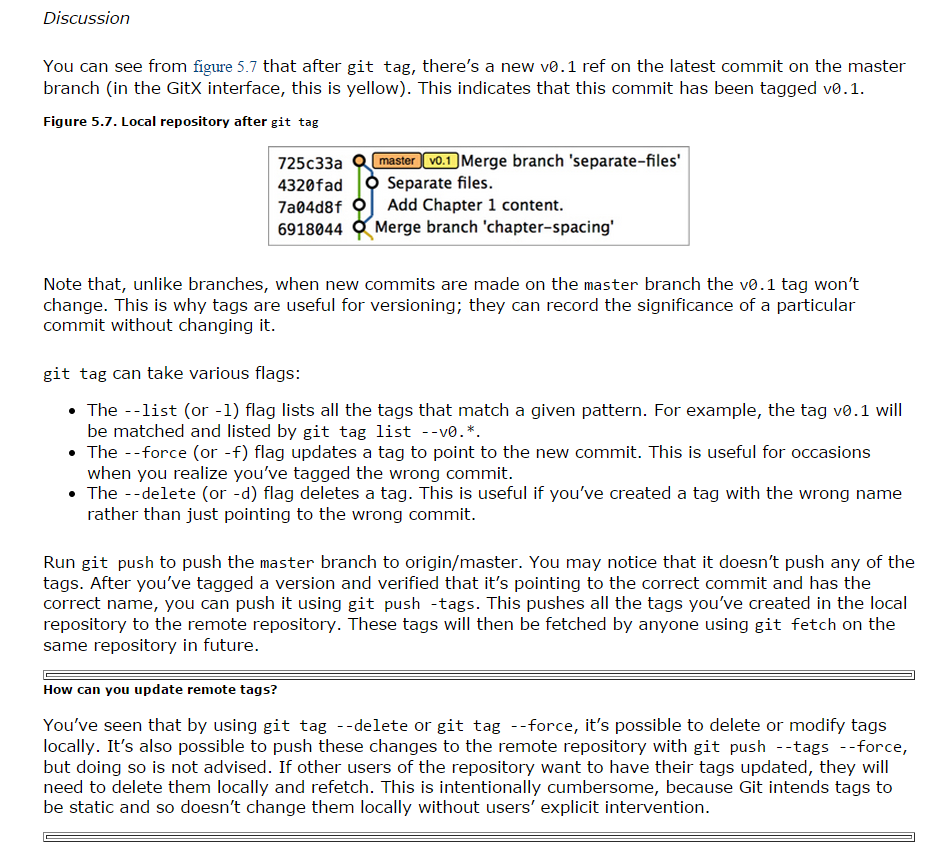 Discussion
You can see from figure 5.7 that after git tag, there’s a new v0.1 ref on the latest commit on the master
branch (in the GitX interface, this is yellow). This indicates that this commit has been tagged v0.1.
Figure 5.7. Local repository after git tag
725c33a master v0.1 Merge branch 'separate-files'
4320fad Separate files.
7a04d8f Add Chapter 1 content.
6918044 Merge branch 'chapter-spacing'
Note that, unlike branches, when new commits are made on the master branch the v0.1 tag won’t
change. This is why tags are useful for versioning; they can record the significance of a particular
commit without changing it.
git tag can take various flags:
• The --list (or -l) flag lists all the tags that match a given pattern. For example, the tag v0.1 will
be matched and listed by git tag list --v0.*.
• The --force (or -f) flag updates a tag to point to the new commit. This is useful for occasions
when you realize you’ve tagged the wrong commit.
• The --delete (or -d) flag deletes a tag. This is useful if you’ve created a tag with the wrong name
rather than just pointing to the wrong commit.
Run git push to push the master branch to origin/master. You may notice that it doesn’t push any of the
tags. After you’ve tagged a version and verified that it’s pointing to the correct commit and has the
correct name, you can push it using git push -tags. This pushes all the tags you’ve created in the local
repository to the remote repository. These tags will then be fetched by anyone using git fetch on the
same repository in future.
How can you update remote tags?
You’ve seen that by using git tag --delete or git tag --force, it’s possible to delete or modify tags
locally. It’s also possible to push these changes to the remote repository with git push --tags --force,
but doing so is not advised. If other users of the repository want to have their tags updated, they will
need to delete them locally and refetch. This is intentionally cumbersome, because Git intends tags to
be static and so doesn’t change them locally without users’ explicit intervention.